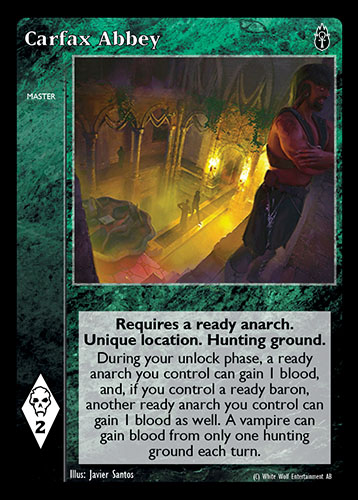 Carfax Abbey
MASTER
Requires a ready anarch.
Unique location. Hunting ground.
During your unlock phase, a ready
anarch you control can gain 1 blood,
and, if you control a ready baron,
another ready anarch you control can
gain 1 blood as well. A vampire can
gain blood from only one hunting
ground each turn.
2
Illus: Javier Santos
(C) White Wolf Entertainment AB